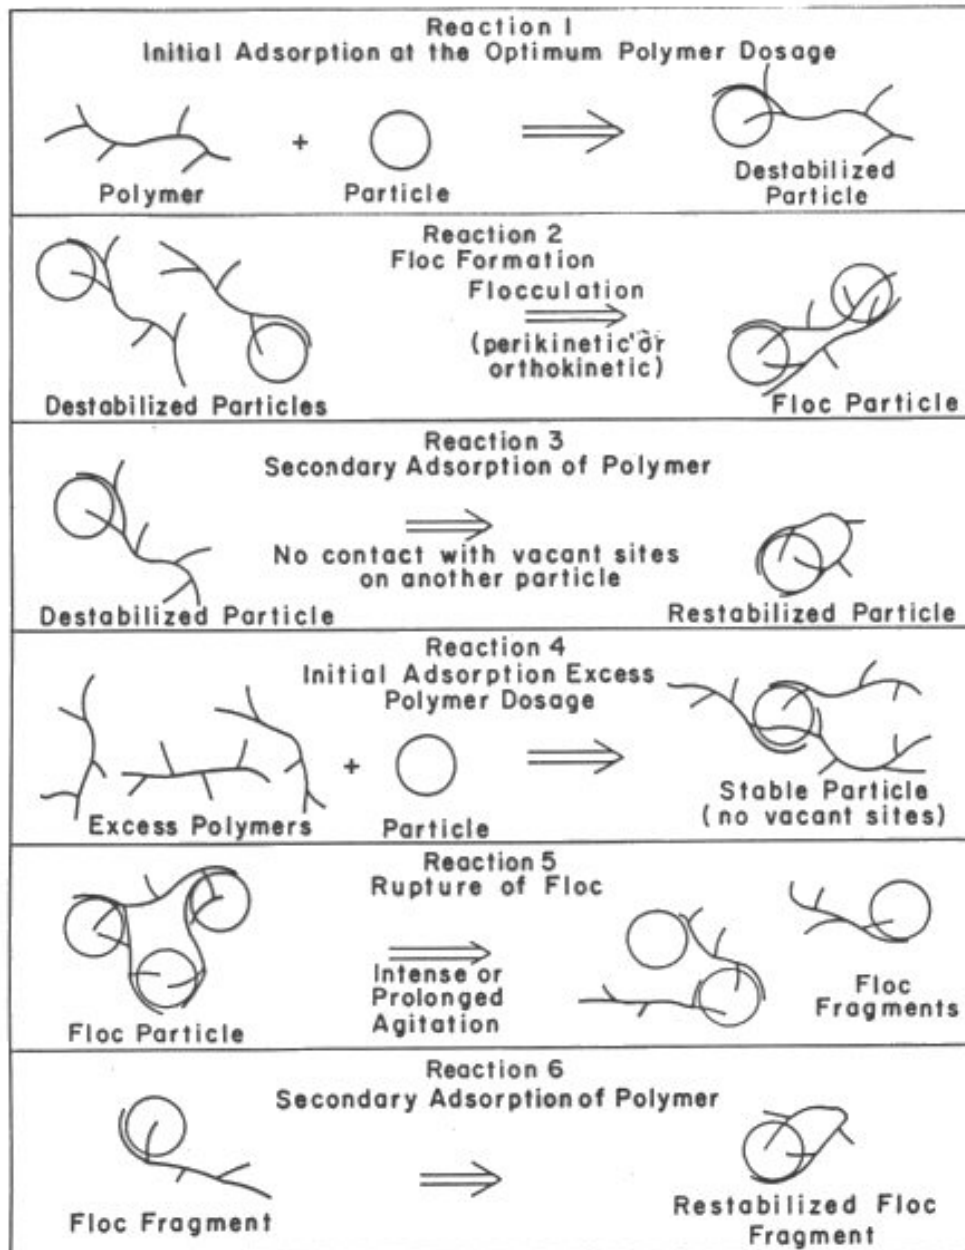 Reaction 1
Initial Adsorption at the Optimum Polymer Dosage
+
Polymer
Particle
Destabilized
Particle
Reaction 2
Floc Formation
Flocculation
(perikinetic or
orthokinetic)
Destabilized Particles
Floc Particle
Reaction 3
Secondary Adsorption of Polymer
No contact with vacant sites
on another particle
Destabilized Particle
Restabilized Particle
Reaction 4
Initial Adsorption Excess
Polymer Dosage
+
Excess Polymers
Particle
Stable Particle
(no vacant sites)
Reaction 5
Rupture of Floc
Intense or
Prolonged
Agitation
Floc Particle
Floc
Fragments
Reaction 6
Secondary Adsorption of Polymer
Floc Fragment
Restabilized Floc
Fragment